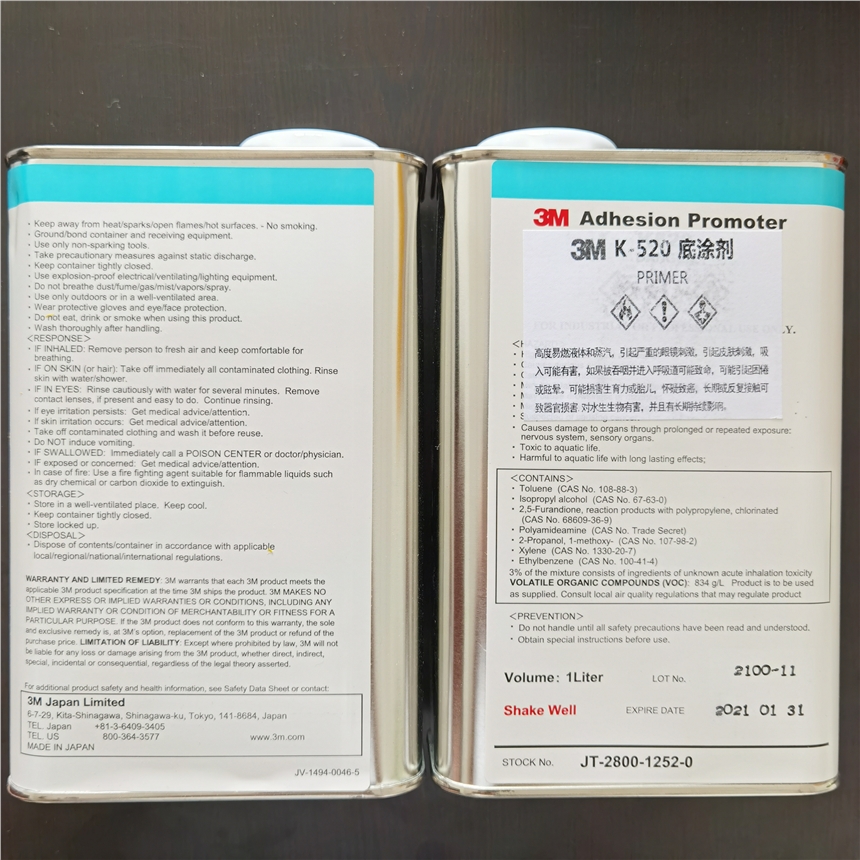 - Keep away from heat/sparks/open flames/hot surfaces. - No smoking.
- Ground/bond container and receiving equipment.
- Use only non-sparking tools.
- Take precautionary measures against static discharge.
- Keep container tightly closed.
- Use explosion-proof electrical/ventilating/lighting equipment.
- Do not breathe dust/fume/gas/mist/vapors/spray.
- Use only outdoors or in a well-ventilated area.
- Wear protective gloves and eye/face protection.
- Do not eat, drink or smoke when using this product.
- Wash thoroughly after handling.
<RESPONSE>
- IF INHALED: Remove person to fresh air and keep comfortable for
breathing.
- IF ON SKIN (or hair): Take off immediately all contaminated clothing. Rinse
skin with water/shower.
- IF IN EYES: Rinse cautiously with water for several minutes. Remove
contact lenses, if present and easy to do. Continue rinsing.
- If eye irritation persists: Get medical advice/attention.
- If skin irritation occurs: Get medical advice/attention.
- Take off contaminated clothing and wash it before reuse.
- Do NOT induce vomiting.
- IF SWALLOWED: Immediately call a POISON CENTER or doctor/physician.
- IF exposed or concerned: Get medical advice/attention.
- In case of fire: Use a fire fighting agent suitable for flammable liquids such
as dry chemical or carbon dioxide to extinguish.
<STORAGE>
- Store in a well-ventilated place. Keep cool.
- Keep container tightly closed.
- Store locked up.
<DISPOSAL>
- Dispose of contents/container in accordance with applicable
local/regional/national/international regulations.
WARRANTY AND LIMITED REMEDY: 3M warrants that each 3M product meets the
applicable 3M product specification at the time 3M ships the product. 3M MAKES NO
OTHER EXPRESS OR IMPLIED WARRANTIES OR CONDITIONS, INCLUDING ANY
IMPLIED WARRANTY OR CONDITION OF MERCHANTABILITY OR FITNESS FOR A
PARTICULAR PURPOSE. If the 3M product does not conform to this warranty, the sole
and exclusive remedy is, at 3M's option, replacement of the 3M product or refund of the
purchase price. LIMITATION OF LIABILITY: Except where prohibited by law, 3M will
not be liable for any loss or damage arising from the 3M product, whether direct, indirect,
special, incidental or consequential, regardless of the legal theory asserted.
For additional product safety and health information, see Safety Data Sheet or contact:
3M Japan Limited
6-7-29, Kita-Shinagawa, Shinagawa-ku, Tokyo, 141-8684, Japan
TEL. Japan +81-3-6409-3405
TEL. US 800-364-3577 www.3m.com
MADE IN JAPAN
JV-1494-0046-5
3M Adhesion Promoter
3M K-520 底涂剂
PRIMER
高度易燃液体和蒸汽，引起严重的眼镜刺激，引起皮肤刺激，吸
入可能有害，如果被吞咽并进入呼吸道可能致命，可能引起困倦
或眩晕。可能损害生育力或胎儿，怀疑致癌，长期或反复接触可
致器官损害 对水生生物有害，并且有长期持续影响。
- Causes damage to organs through prolonged or repeated exposure:
nervous system, sensory organs.
- Toxic to aquatic life.
- Harmful to aquatic life with long lasting effects;
<CONTAINS>
- Toluene (CAS No. 108-88-3)
- Isopropyl alcohol (CAS No. 67-63-0)
- 2,5-Furandione, reaction products with polypropylene, chlorinated
(CAS No. 68609-36-9)
- Polyamideamine (CAS No. Trade Secret)
- 2-Propanol, 1-methoxy- (CAS No. 107-98-2)
- Xylene (CAS No. 1330-20-7)
- Ethylbenzene (CAS No. 100-41-4)
3% of the mixture consists of ingredients of unknown acute inhalation toxicity
VOLATILE ORGANIC COMPOUNDS (VOC): 834 g/L Product is to be used
as supplied. Consult local air quality regulations that may regulate product
<PREVENTION>
- Do not handle until all safety precautions have been read and understood.
- Obtain special instructions before use.
Volume: 1Liter LOT No. 2100-11
Shake Well EXPIRE DATE 2021 01 31
STOCK No. JT-2800-1252-0